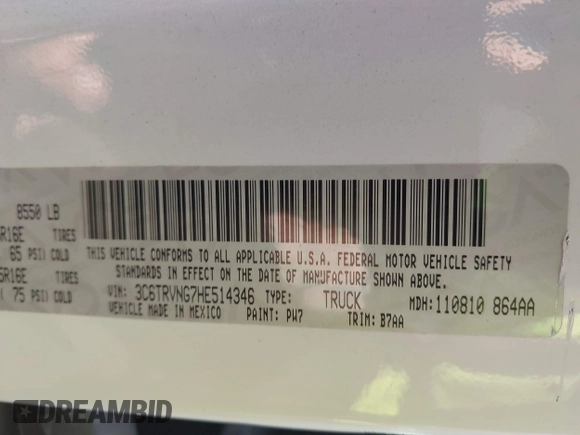 8550 LB
R16E TIRES
65 PSI) COLD
5R16E TIRES
( 75 PSI) COLD
THIS VEHICLE CONFORMS TO ALL APPLICABLE U.S.A. FEDERAL MOTOR VEHICLE SAFETY
STANDARDS IN EFFECT ON THE DATE OF MANUFACTURE SHOWN ABOVE.
VIN: 3C6TRVNG7HE514346 TYPE: TRUCK MDH: 110810 864AA
VEHICLE MADE IN MEXICO PAINT: PW7 TRIM: B7AA
DREAMBID